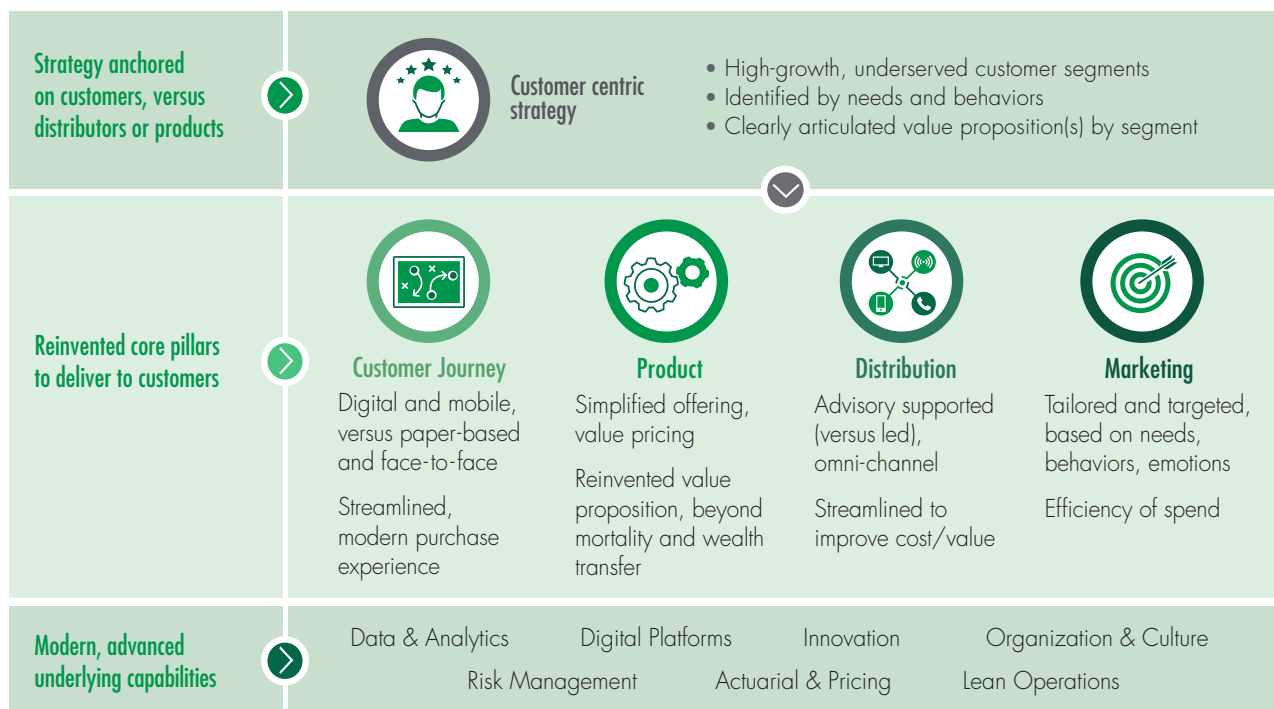 Strategy anchored
on customers, versus
distributors or products
Customer centric
strategy
• High-growth, underserved customer segments
• Identified by needs and behaviors
• Clearly articulated value proposition(s) by segment
Reinvented core pillars
to deliver to customers
Customer Journey
Digital and mobile,
versus paper-based
and face-to-face
Streamlined,
modern purchase
experience
Product
Simplified offering,
value pricing
Reinvented value
proposition, beyond
mortality and wealth
transfer
Distribution
Advisory supported
(versus led),
omni-channel
Streamlined to
improve cost/value
Marketing
Tailored and targeted,
based on needs,
behaviors, emotions
Efficiency of spend
Modern, advanced
underlying capabilities
Data & Analytics
Digital Platforms
Innovation
Organization & Culture
Risk Management
Actuarial & Pricing
Lean Operations